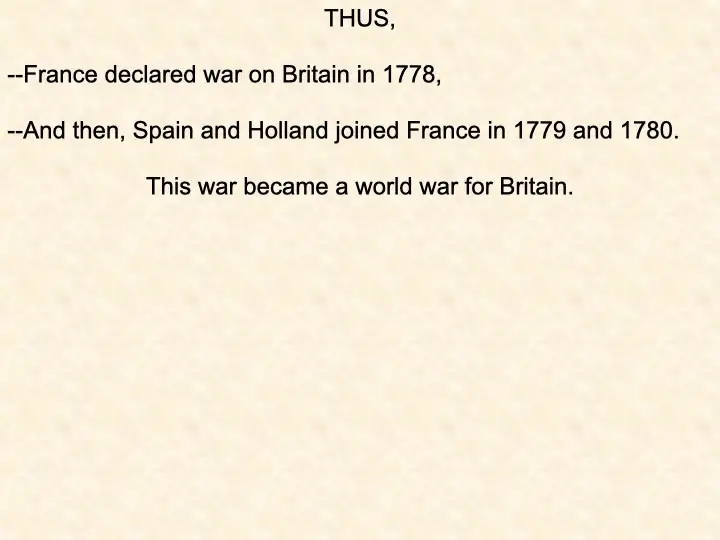 THUS,
--France declared war on Britain in 1778,
--And then, Spain and Holland joined France in 1779 and 1780.
This war became a world war for Britain.